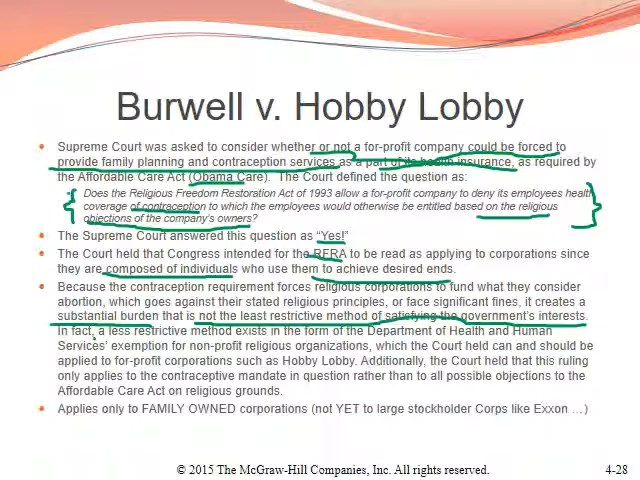 Burwell v. Hobby Lobby
• Supreme Court was asked to consider whether or not a for-profit company could be forced to
provide family planning and contraception services as a part of its health insurance, as required by
the Affordable Care Act (Obama Care). The Court defined the question as:
Does the Religious Freedom Restoration Act of 1993 allow a for-profit company to deny its employees health
coverage of contraception to which the employees would otherwise be entitled based on the religious
objections of the company's owners?
• The Supreme Court answered this question as “Yes!”
• The Court held that Congress intended for the RFRA to be read as applying to corporations since
they are composed of individuals who use them to achieve desired ends.
• Because the contraception requirement forces religious corporations to fund what they consider
abortion, which goes against their stated religious principles, or face significant fines, it creates a
substantial burden that is not the least restrictive method of satisfying the government's interests.
In fact, a less restrictive method exists in the form of the Department of Health and Human
Services' exemption for non-profit religious organizations, which the Court held can and should be
applied to for-profit corporations such as Hobby Lobby. Additionally, the Court held that this ruling
only applies to the contraceptive mandate in question rather than to all possible objections to the
Affordable Care Act on religious grounds.
• Applies only to FAMILY OWNED corporations (not YET to large stockholder Corps like Exxon …)
© 2015 The McGraw-Hill Companies, Inc. All rights reserved.
4-28